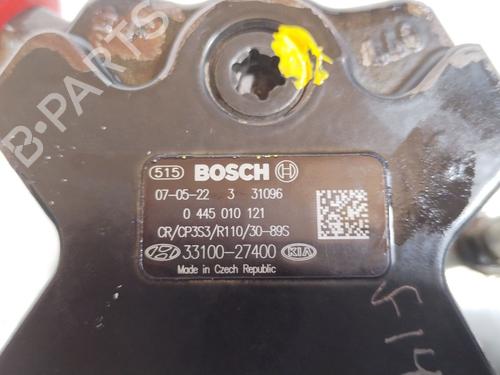 B-PARTS
515 BOSCH
07-05-22 3 31096
0 445 010 121
CR/CP3S3/R110/30-89S
33100-27400 KIA
Made in Czech Republic